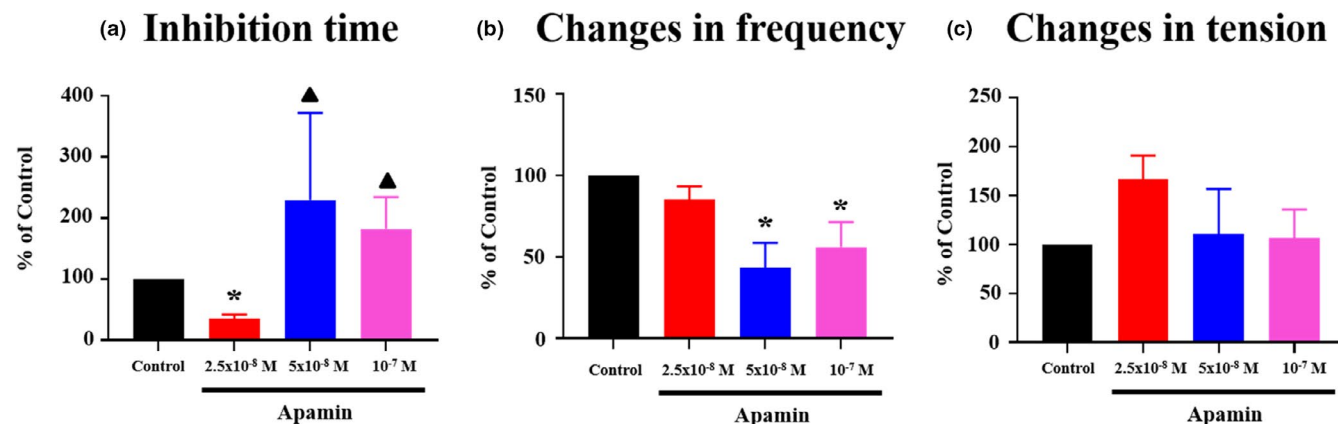 (a) Inhibition time
% of Control
400
300
200
100
0
*
▲
▲
Control 2.5x10⁻⁸ M 5x10⁻⁸ M 10⁻⁷ M
Apamin
(b) Changes in frequency
% of Control
150
100
50
0
*
*
Control 2.5x10⁻⁸ M 5x10⁻⁸ M 10⁻⁷ M
Apamin
(c) Changes in tension
% of Control
250
200
150
100
50
0
Control 2.5x10⁻⁸ M 5x10⁻⁸ M 10⁻⁷ M
Apamin